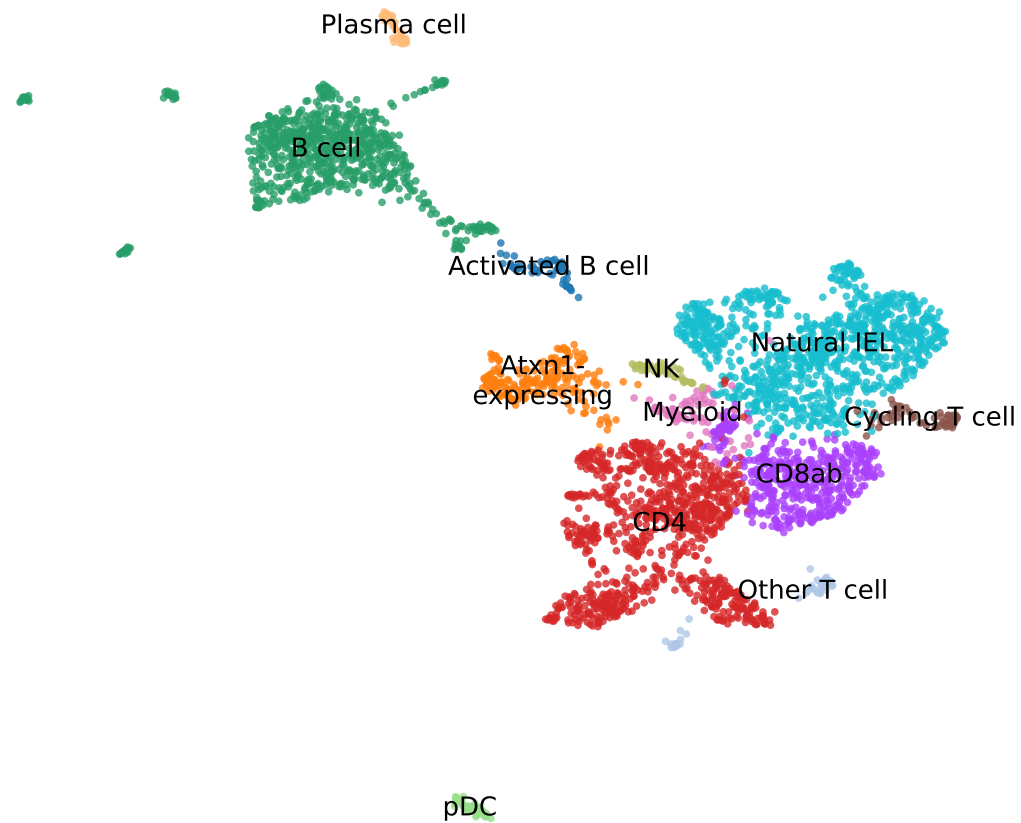 Plasma cell
B cell
Activated B cell
Natural IEL
Atxn1-
expressing
NK
Myeloid
Cycling T cell
CD8ab
CD4
Other T cell
pDC